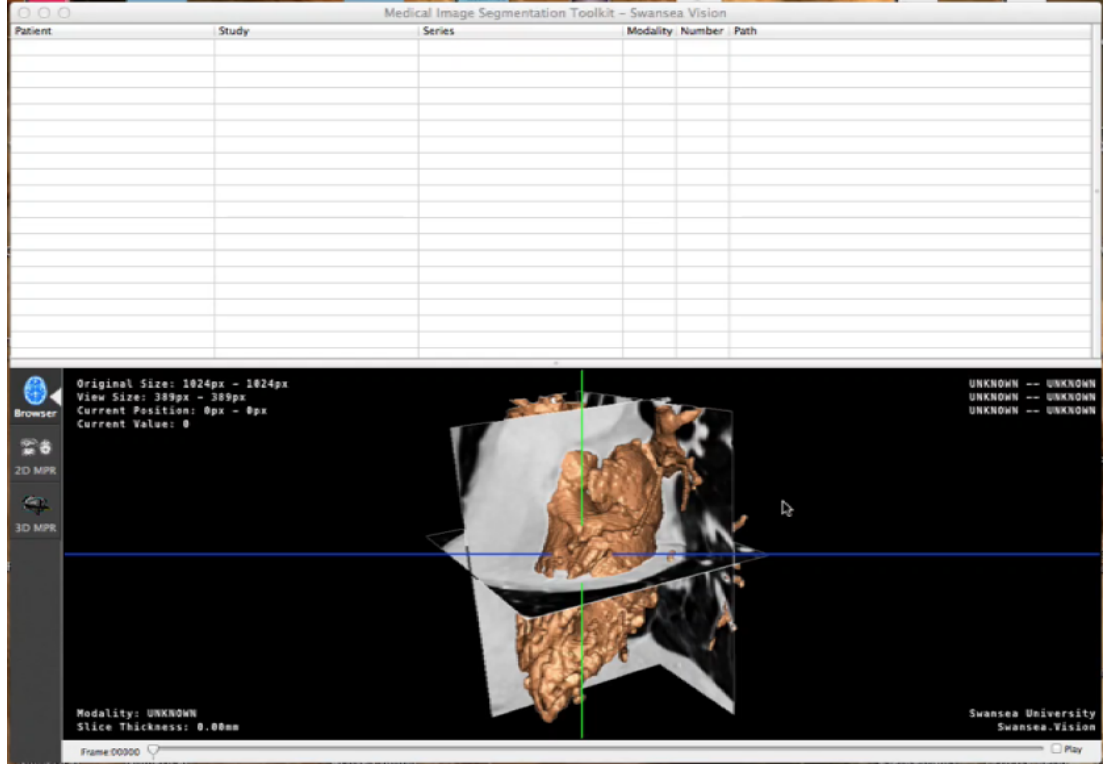 Medical Image Segmentation Toolkit – Swansea Vision
Patient Study Series Modality Number Path
Original Size: 1024px – 1024px
View Size: 389px – 389px
Current Position: 0px – 0px
Current Value: 0
UNKNOWN –– UNKNOWN
UNKNOWN –– UNKNOWN
UNKNOWN –– UNKNOWN
Browser
2D MPR
3D MPR
Modality: UNKNOWN
Slice Thickness: 0.00mm
Swansea University
Swansea.Vision
Frame:00000
Play